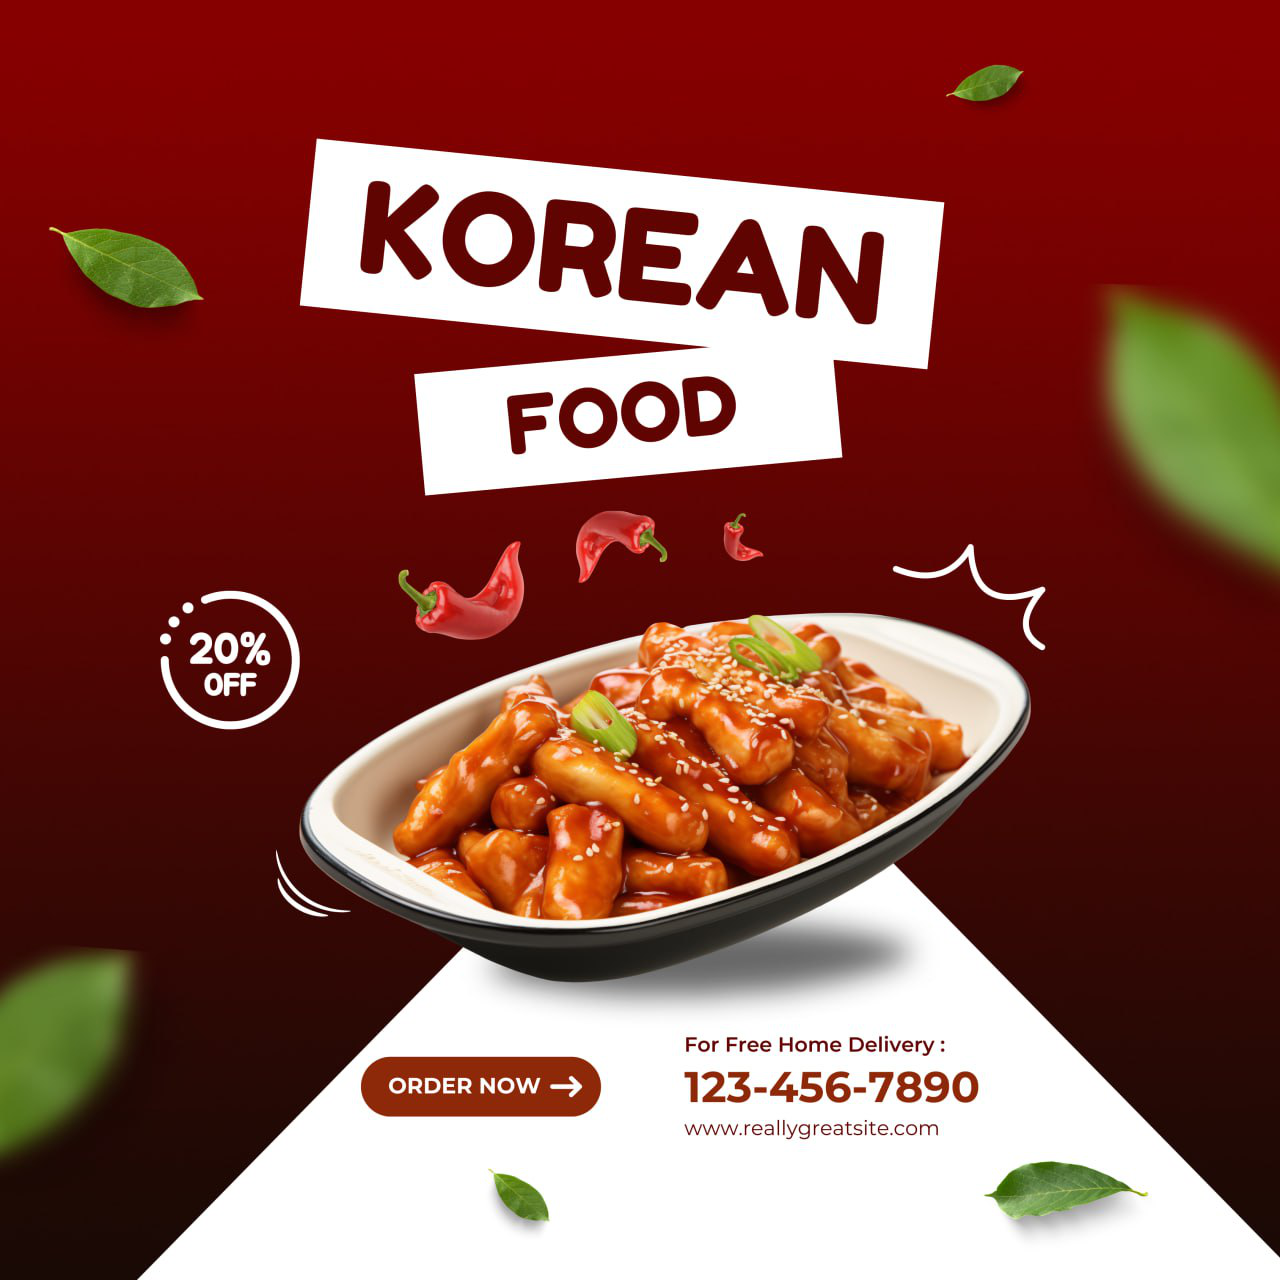 KOREAN
FOOD
20%
OFF
For Free Home Delivery :
ORDER NOW
123-456-7890
www.reallygreatsite.com